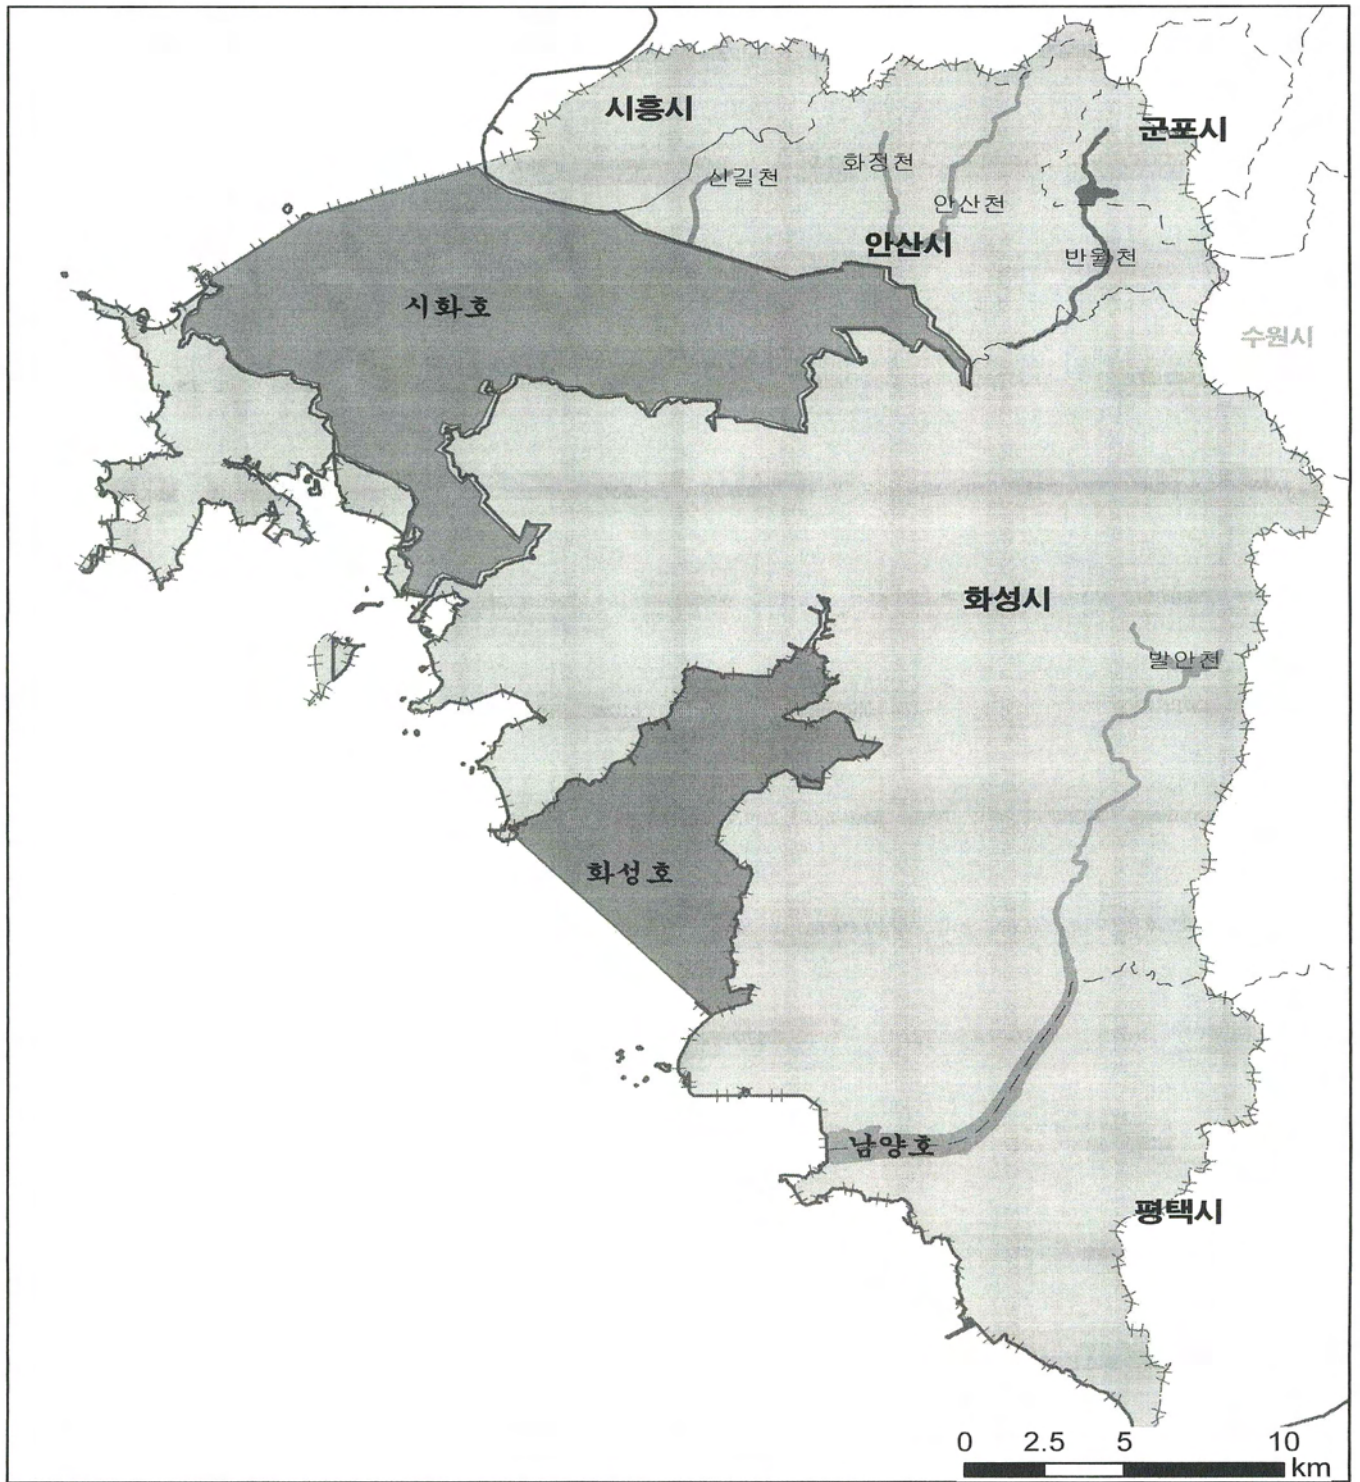 시흥시
군포시
화정천
신길천
안산천
안산시
반월천
시화호
수원시
화성시
발안천
화성호
남양호
평택시
0 2.5 5 10
km